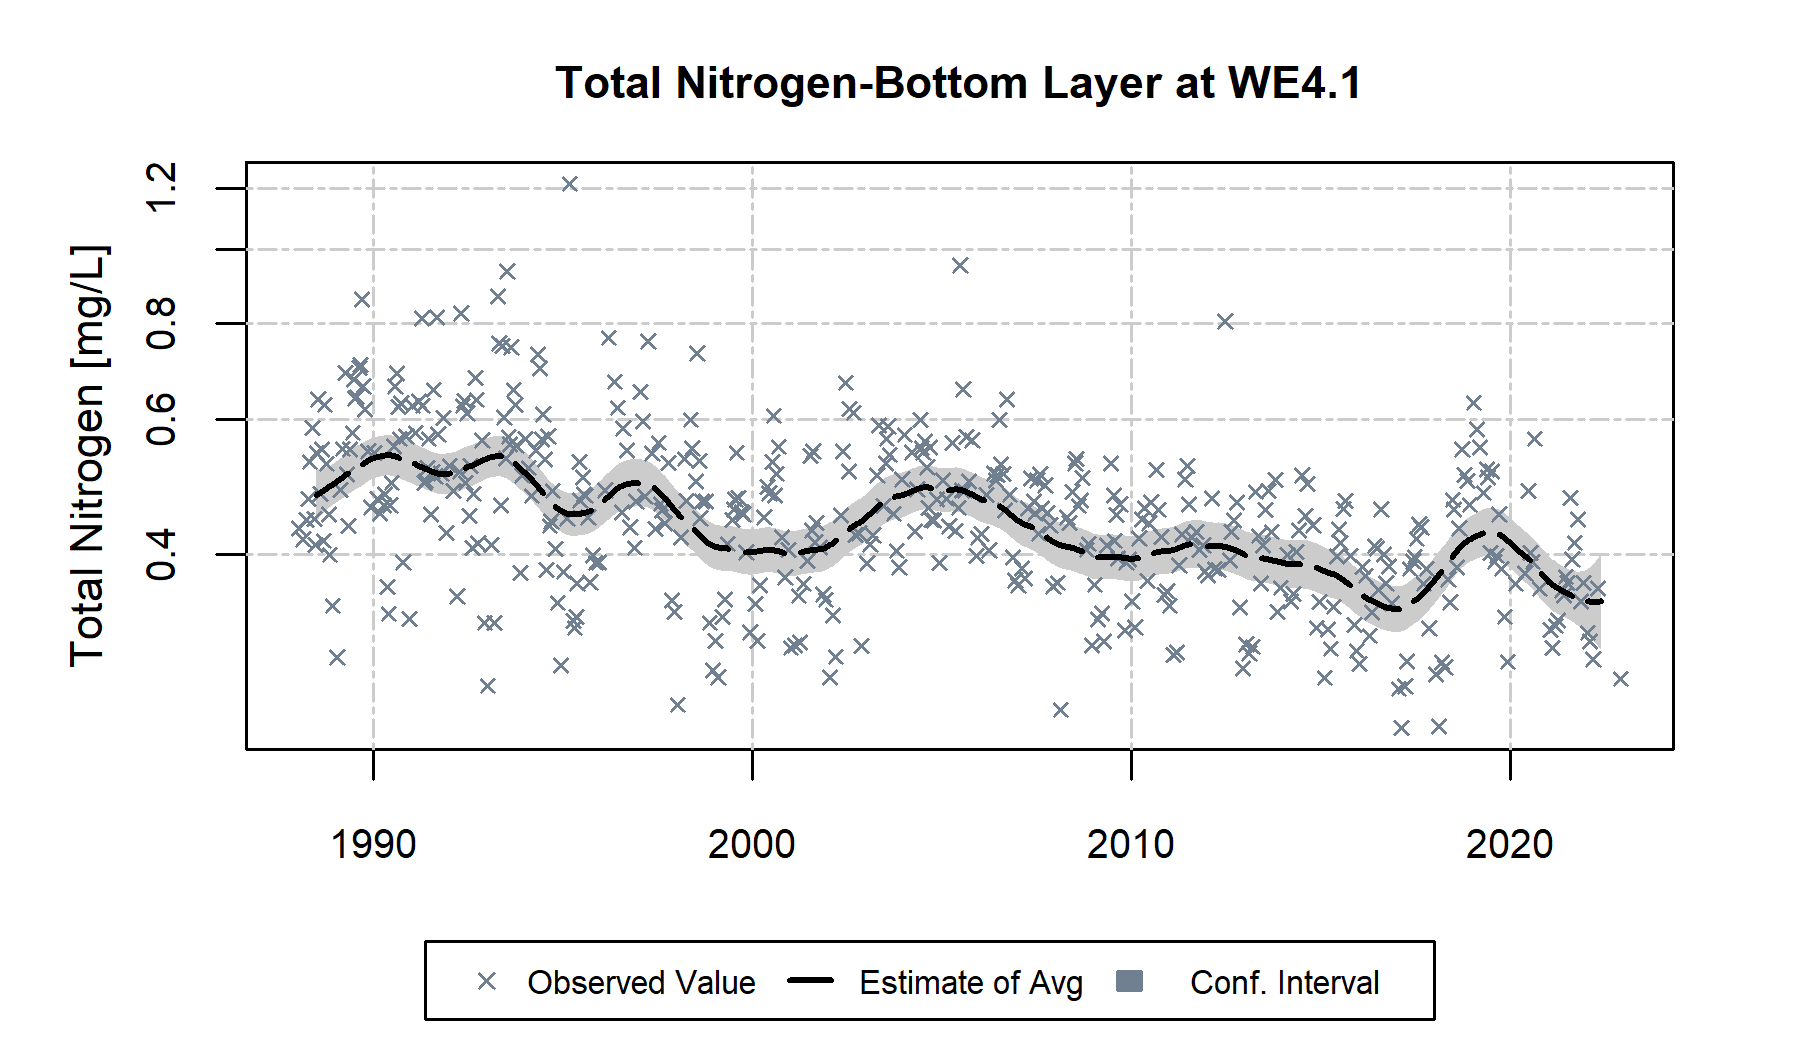 Total Nitrogen-Bottom Layer at WE4.1
Total Nitrogen [mg/L]
1.2
0.8
0.6
0.4
1990 2000 2010 2020
Observed Value Estimate of Avg Conf. Interval